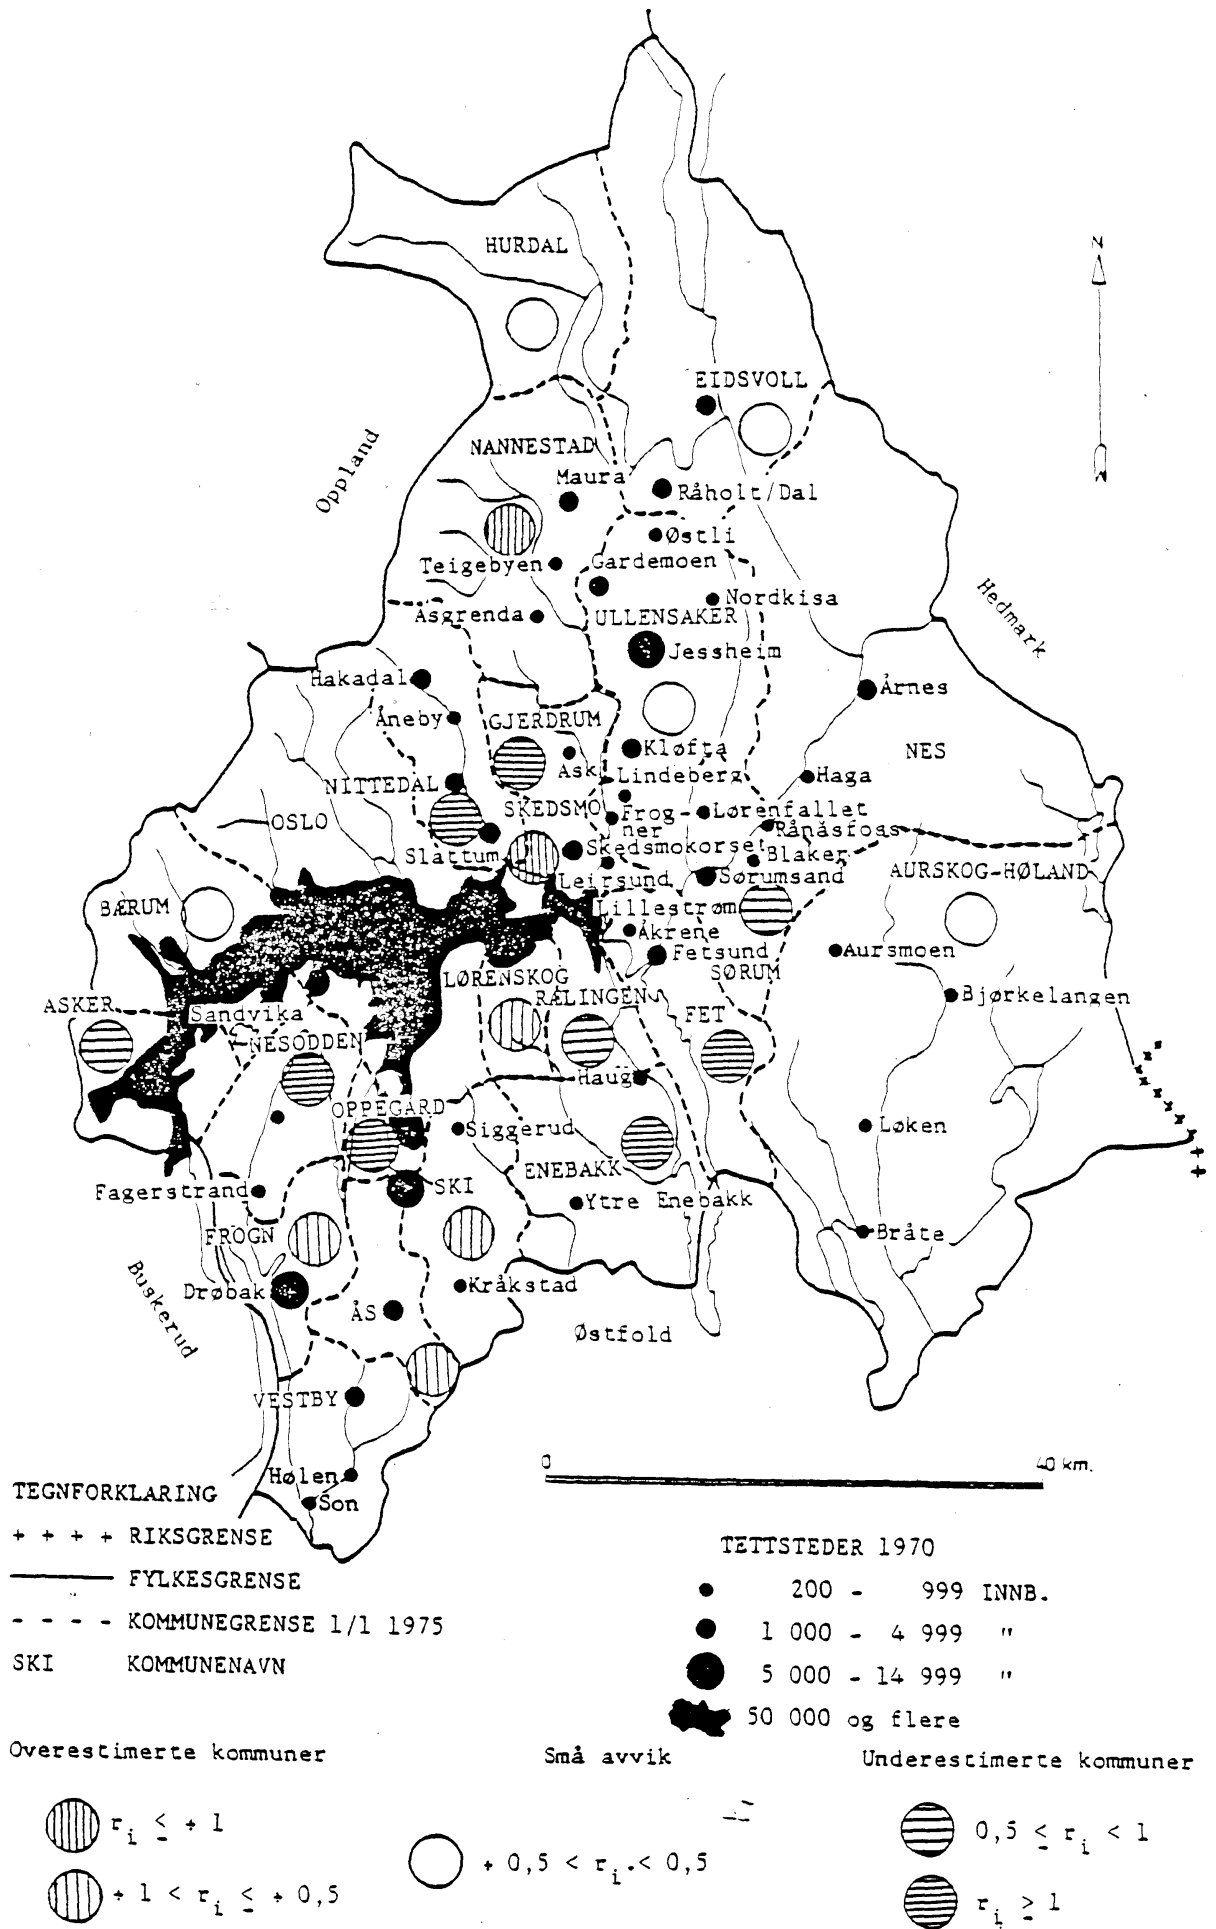 N
HURDAL
EIDSVOLL
Oppland
NANNESTAD
Maura
Råholt/Dal
Østli
Teigebyen
Gardemoen
Hedmark
Nordkisa
Asgrenda
ULLENSAKER
Jessheim
Hakadal
Årnes
Åneby
GJERDRUM
Kløfta
NES
Ask
Lindeberg
Haga
NITTEDAL
SKEDSMO
Frog-
ner
Lørenfallet
OSLO
Rånåsfoss
Slattum
Skedsmokorset
Blaker
Leirsund
Sørumsand
AURSKOG-HØLAND
BÆRUM
Lillestrøm
Åkrene
Fetsund
Aursmoen
SØRUM
LØRENSKOG
RÆLINGEN
Bjørkelangen
ASKER
Sandvika
FET
NESODDEN
Haug
OPPEGÅRD
Siggerud
Løken
ENEBAKK
Fagerstrand
SKI
Ytre Enebakk
FROGN
Bråte
Buskerud
Drøbak
Kråkstad
ÅS
Østfold
VESTBY
Hølen
Son
0 40 km.
TEGNFORKLARING
+ + + + RIKSGRENSE
FYLKESGRENSE
- - - - KOMMUNEGRENSE 1/1 1975
SKI KOMMUNENAVN
TETTSTEDER 1970
200 - 999 INNB.
1 000 - 4 999 "
5 000 - 14 999 "
50 000 og flere
Overestimerte kommuner
r_i ≤ ÷ 1
÷ 1 < r_i ≤ ÷ 0,5
Små avvik
÷ 0,5 < r_i < 0,5
Underestimerte kommuner
0,5 ≤ r_i < 1
r_i ≥ 1